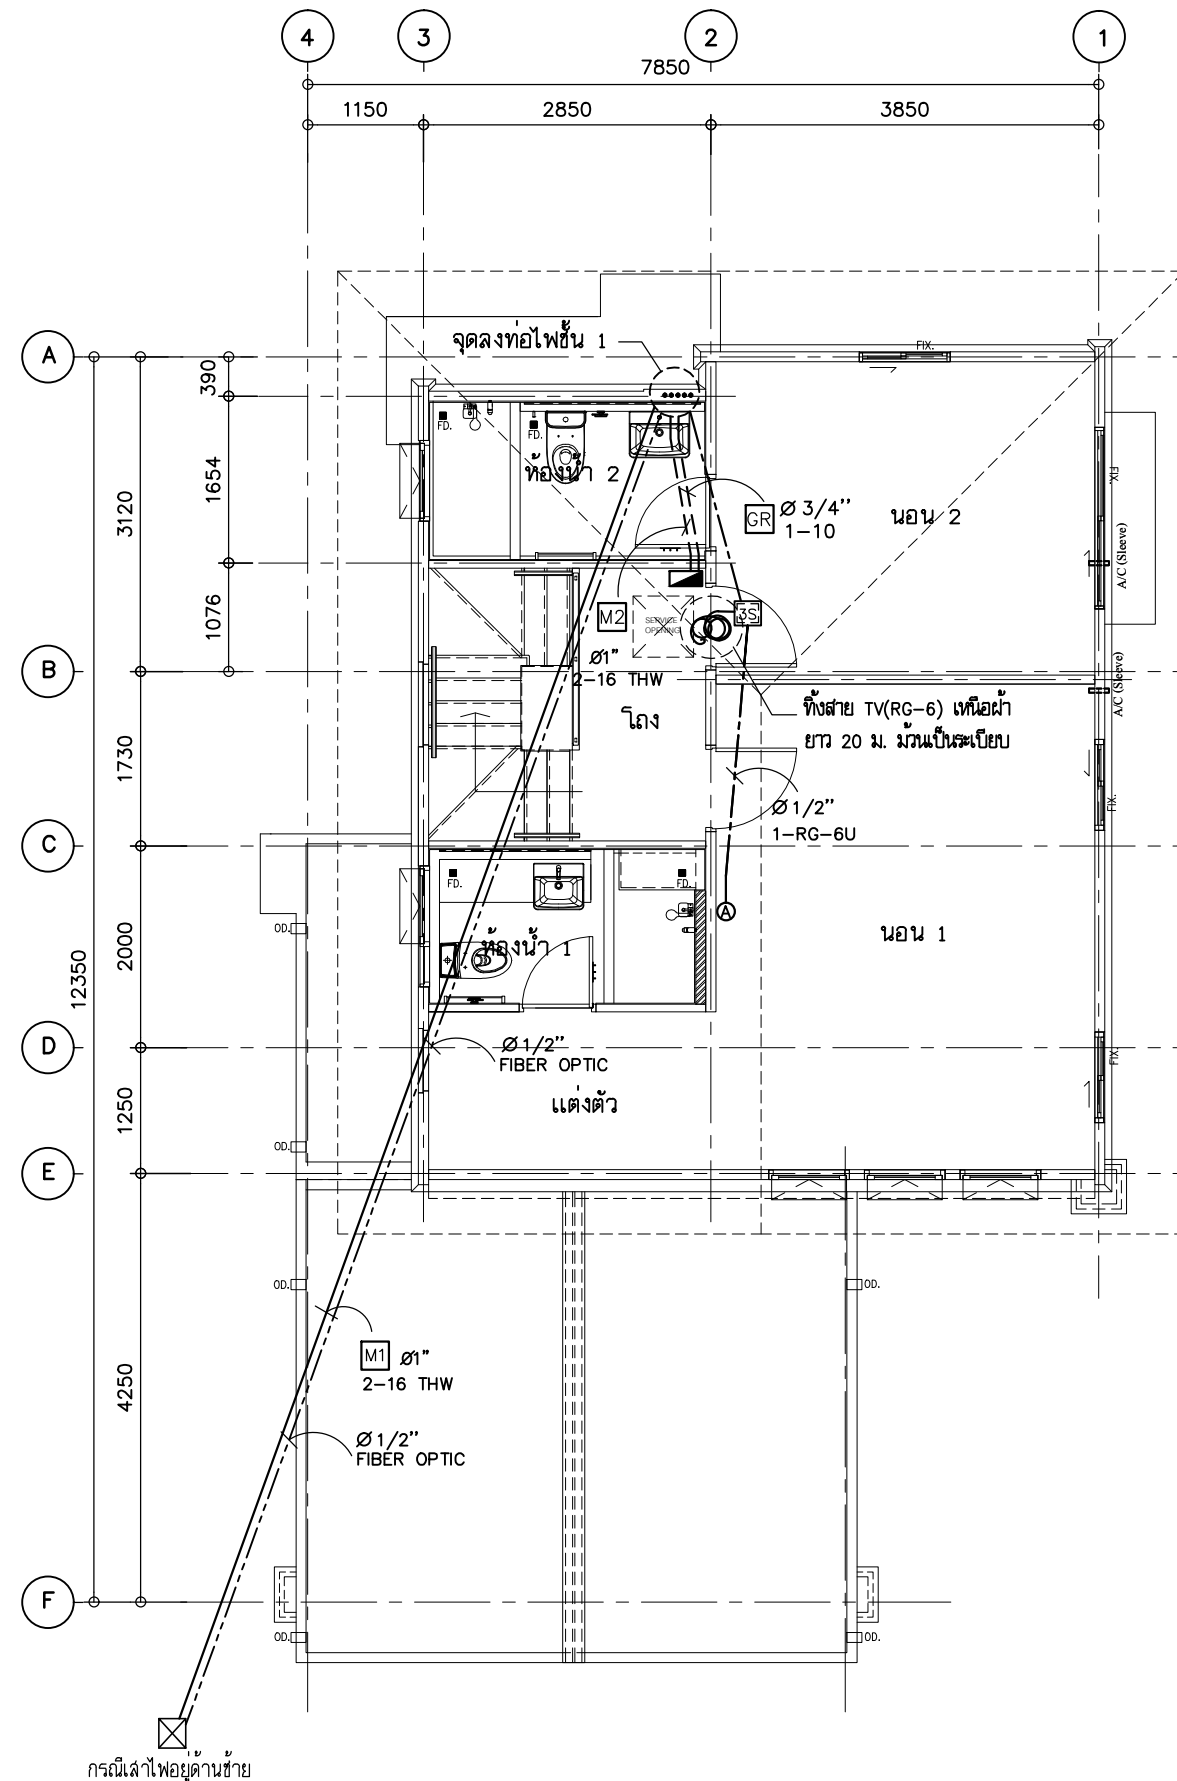 4 3 2 1
7850
1150 2850 3850
จุดลงท่อไฟชั้น 1
FIX.
A
390
FD.
FD.
ห้องน้ำ 2
1654
3120
FIX.
GR Ø 3/4"
1-10
นอน 2
A/C (Sleeve)
1076
M2
SERVICE
OPENING
3S
Ø1"
2-16 THW
B
A/C (Sleeve)
โถง
ทิ้งสาย TV(RG-6) เหนือฝ้า
ยาว 20 ม. ม้วนเป็นระเบียบ
1730
Ø 1/2"
1-RG-6U
FIX.
C
FD.
FD.
A
OD.
2000
12350
ห้องน้ำ 1
นอน 1
D
Ø 1/2"
FIBER OPTIC
FIX.
1250
แต่งตัว
OD.
E
OD.
OD.
M1 Ø1"
2-16 THW
4250
Ø 1/2"
FIBER OPTIC
F
OD.
OD.
กรณีเสาไฟอยู่ด้านซ้าย